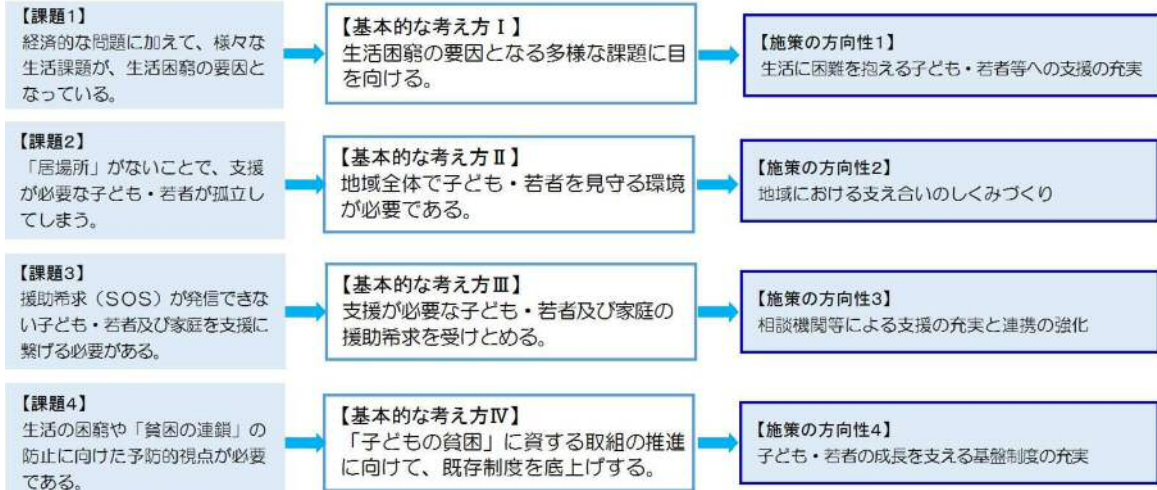 【課題1】
経済的な問題に加えて、様々な
生活課題が、生活困窮の要因と
なっている。
【基本的な考え方Ⅰ】
生活困窮の要因となる多様な課題に目
を向ける。
【施策の方向性1】
生活に困難を抱える子ども・若者等への支援の充実
【課題2】
「居場所」がないことで、支援
が必要な子ども・若者が孤立し
てしまう。
【基本的な考え方Ⅱ】
地域全体で子ども・若者を見守る環境
が必要である。
【施策の方向性2】
地域における支え合いのしくみづくり
【課題3】
援助希求（SOS）が発信できな
い子ども・若者及び家庭を支援に
繋げる必要がある。
【基本的な考え方Ⅲ】
支援が必要な子ども・若者及び家庭の
援助希求を受けとめる。
【施策の方向性3】
相談機関等による支援の充実と連携の強化
【課題4】
生活の困窮や「貧困の連鎖」の
防止に向けた予防的視点が必要
である。
【基本的な考え方Ⅳ】
「子どもの貧困」に資する取組の推進
に向けて、既存制度を底上げする。
【施策の方向性4】
子ども・若者の成長を支える基盤制度の充実